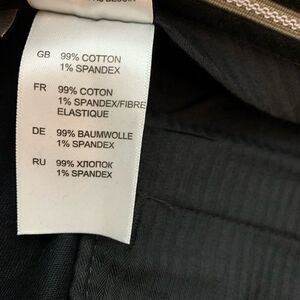 GB 99% COTTON
1% SPANDEX
FR 99% COTON
1% SPANDEX/FIBRE
ELASTIQUE
DE 99% BAUMWOLLE
1% SPANDEX
RU 99% ХЛОПОК
1% SPANDEX